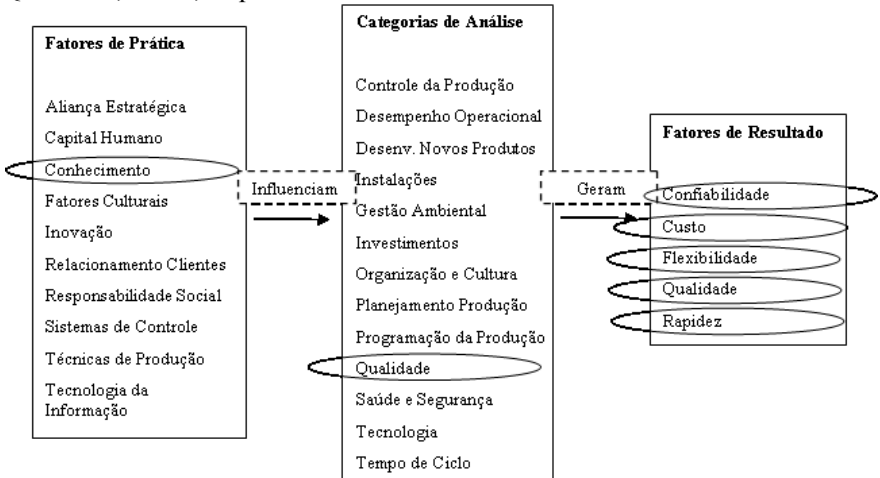 Fatores de Prática
Aliança Estratégica
Capital Humano
Conhecimento
Fatores Culturais
Inovação
Relacionamento Clientes
Responsabilidade Social
Sistemas de Controle
Técnicas de Produção
Tecnologia da
Informação
Influenciam
Categorias de Análise
Controle da Produção
Desempenho Operacional
Desenv. Novos Produtos
Instalações
Gestão Ambiental
Investimentos
Organização e Cultura
Planejamento Produção
Programação da Produção
Qualidade
Saúde e Segurança
Tecnologia
Tempo de Ciclo
Geram
Fatores de Resultado
Confiabilidade
Custo
Flexibilidade
Qualidade
Rapidez